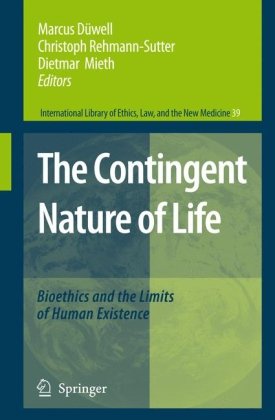 Marcus Düwell
Christoph Rehmann-Sutter
Dietmar Mieth
Editors
International Library of Ethics, Law, and the New Medicine 39
The Contingent
Nature of Life
Bioethics and the Limits
of Human Existence
Springer